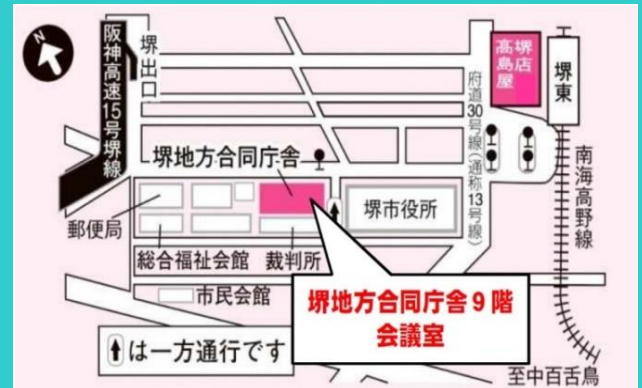 N
阪神高速15号堺線
堺出口
府道30号線(通称13号線)
堺店
高島屋
堺東
南海高野線
堺地方合同庁舎
堺市役所
郵便局
総合福祉会館
裁判所
市民会館
堺地方合同庁舎9階
会議室
は一方通行です
至中百舌鳥